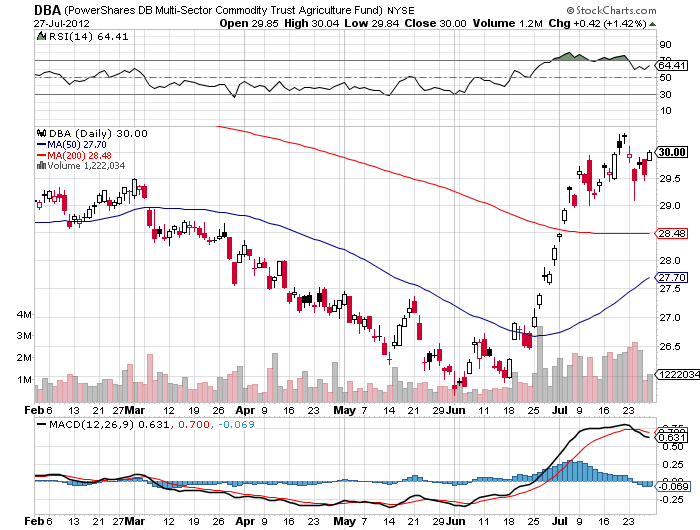 DBA (PowerShares DB Multi-Sector Commodity Trust Agriculture Fund) NYSE © StockCharts.com
27-Jul-2012 Open 29.85 High 30.04 Low 29.84 Close 30.00 Volume 1.2M Chg +0.42 (+1.42%)
RSI(14) 64.41
90
70
64.41
50
30
10
DBA (Daily) 30.00
MA(50) 27.70
MA(200) 28.48
Volume 1,222,034
30.00
29.5
29.0
28.48
28.0
27.70
27.5
27.0
26.5
4M
3M
2M
1M
1222034
Feb 6 13 21 27 Mar 12 19 26 Apr 9 16 23 May 7 14 21 29 Jun 11 18 25 Jul 9 16 23
MACD(12,26,9) 0.631, 0.700, -0.069
0.75
0.700
0.631
0.50
0.25
0.00
-0.069
-0.25
Feb 6 13 21 27 Mar 12 19 26 Apr 9 16 23 May 7 14 21 29 Jun 11 18 25 Jul 9 16 23